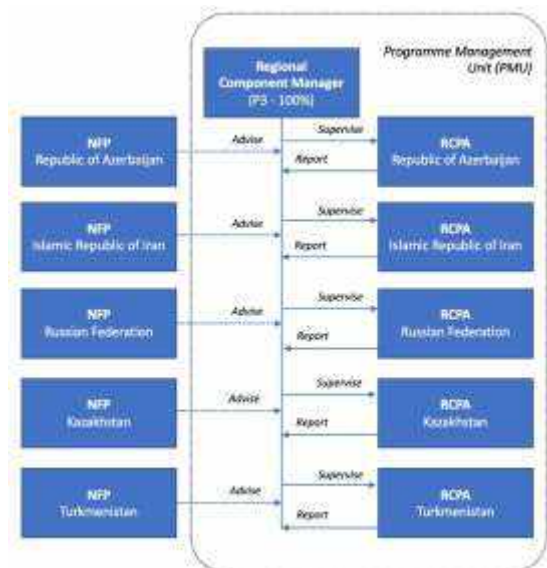 Programme Management
Unit (PMU)
Regional
Component Manager
(P3 - 100%)
NFP
Republic of Azerbaijan
Advise
Supervise
Report
RCPA
Republic of Azerbaijan
NFP
Islamic Republic of Iran
Advise
Supervise
Report
RCPA
Islamic Republic of Iran
NFP
Russian Federation
Advise
Supervise
Report
RCPA
Russian Federation
NFP
Kazakhstan
Advise
Supervise
Report
RCPA
Kazakhstan
NFP
Turkmenistan
Advise
Supervise
Report
RCPA
Turkmenistan